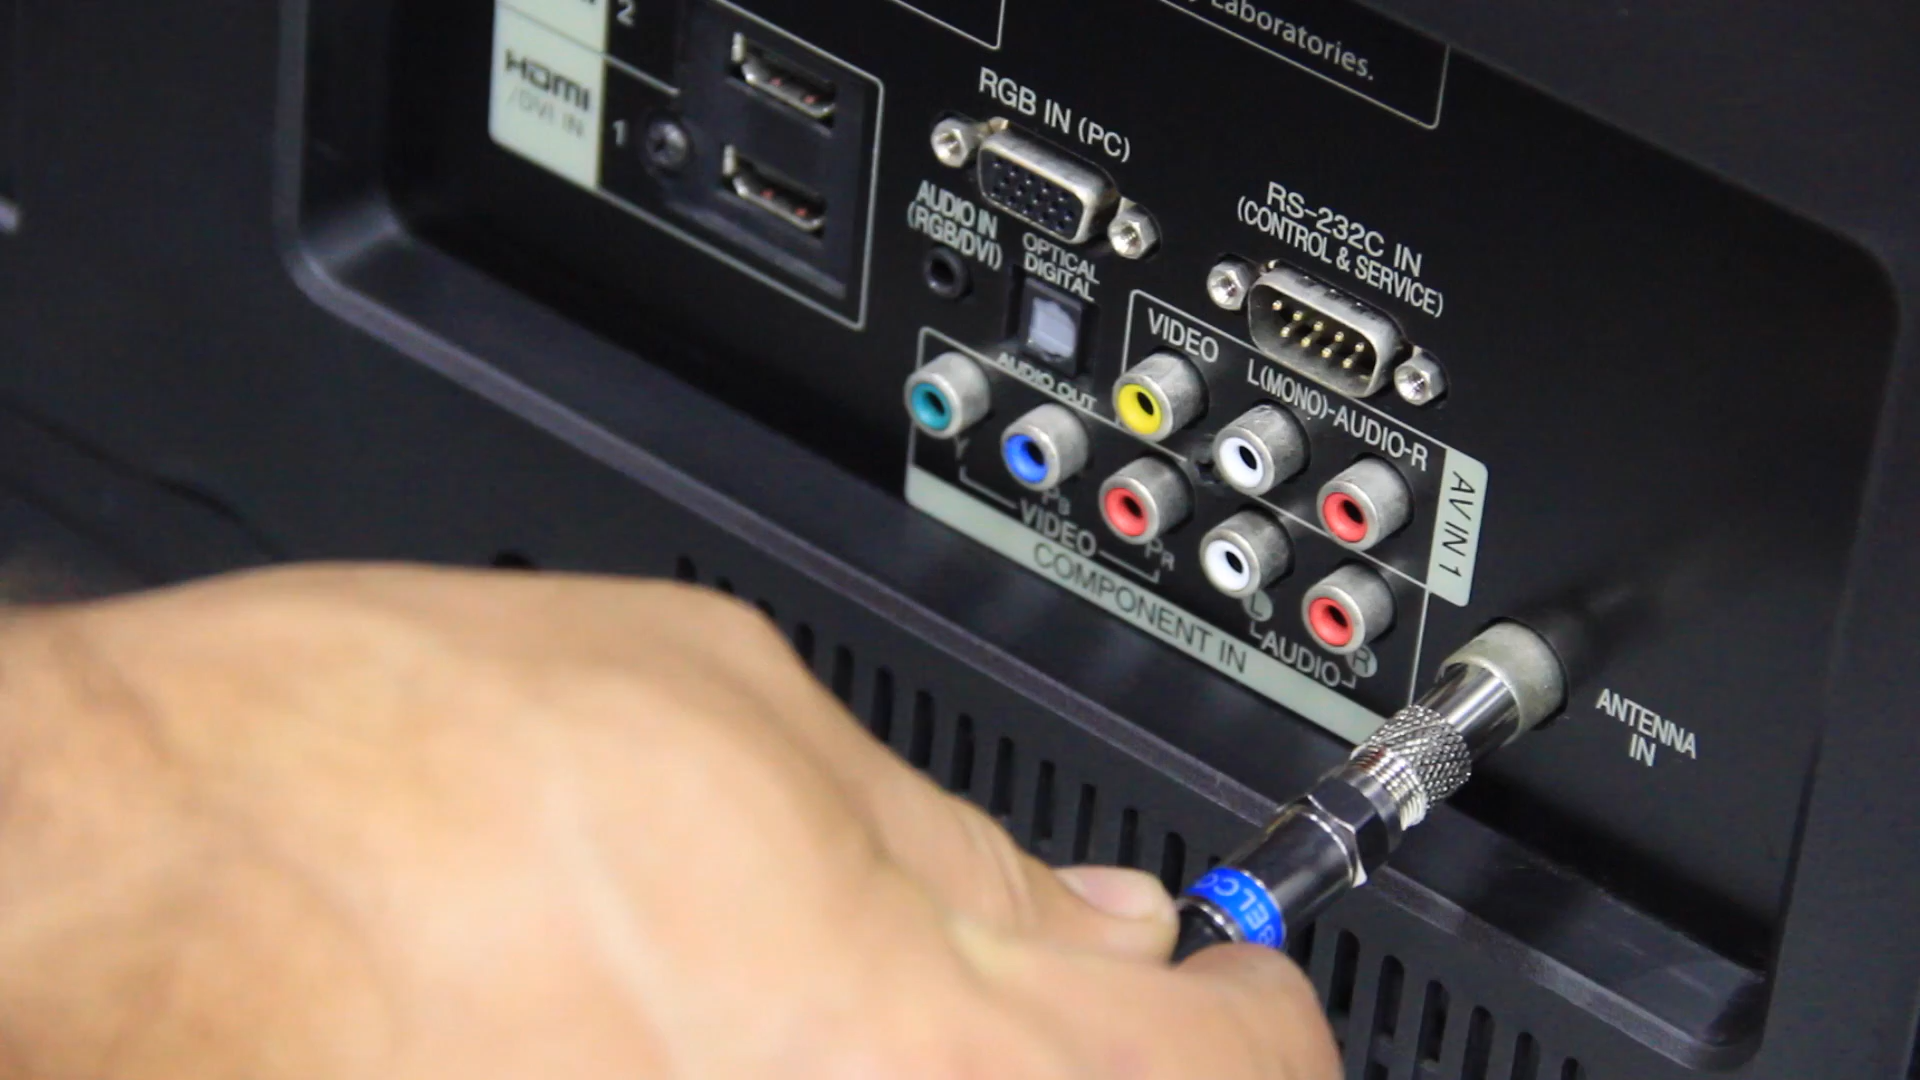 Laboratories.
2
HDMI
/DVI IN
1
RGB IN (PC)
AUDIO IN
(RGB/DVI)
OPTICAL
DIGITAL
AUDIO OUT
RS-232C IN
(CONTROL & SERVICE)
VIDEO
L(MONO)-AUDIO-R
AV IN 1
Y
PB
PR
VIDEO
L
R
AUDIO
COMPONENT IN
ANTENNA
IN